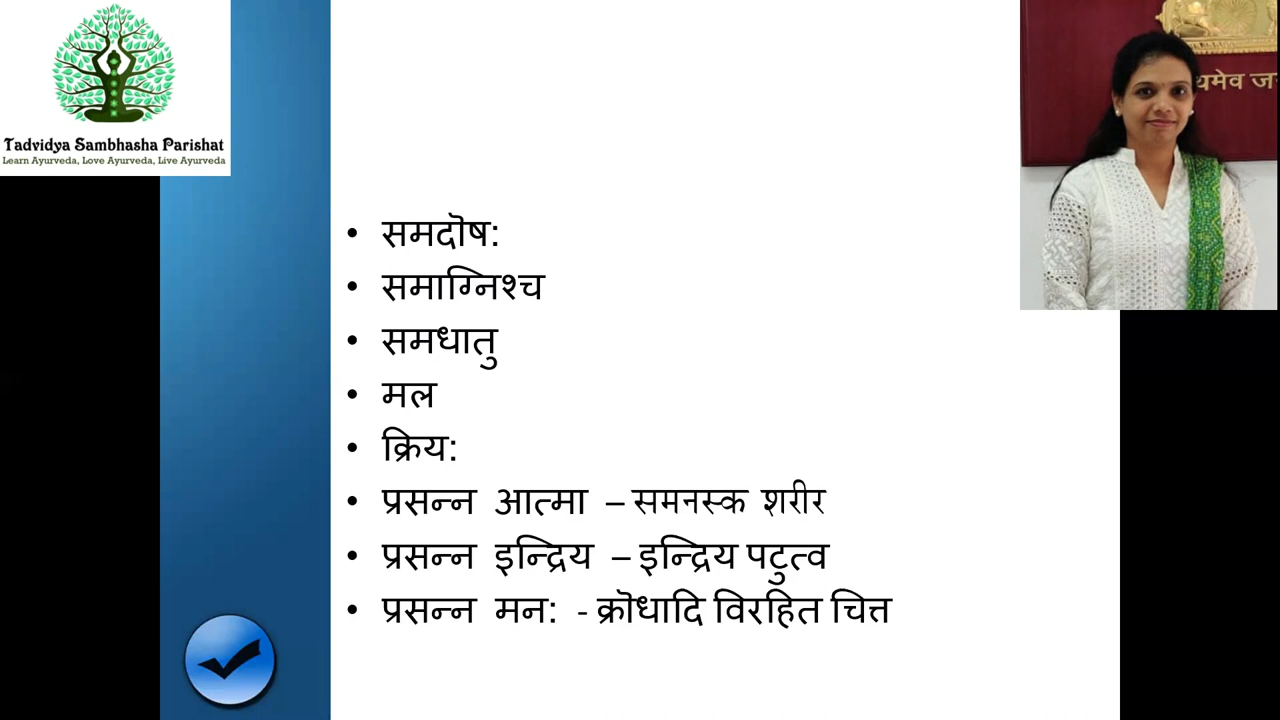 Tadvidya Sambhasha Parishat
Learn Ayurveda, Love Ayurveda, Live Ayurveda
• समदॊष:
• समाग्निश्च
• समधातु
• मल
• क्रिय:
• प्रसन्न आत्मा – समनस्क शरीर
• प्रसन्न इन्द्रिय – इन्द्रिय पटुत्व
• प्रसन्न मन: - क्रॊधादि विरहित चित्त